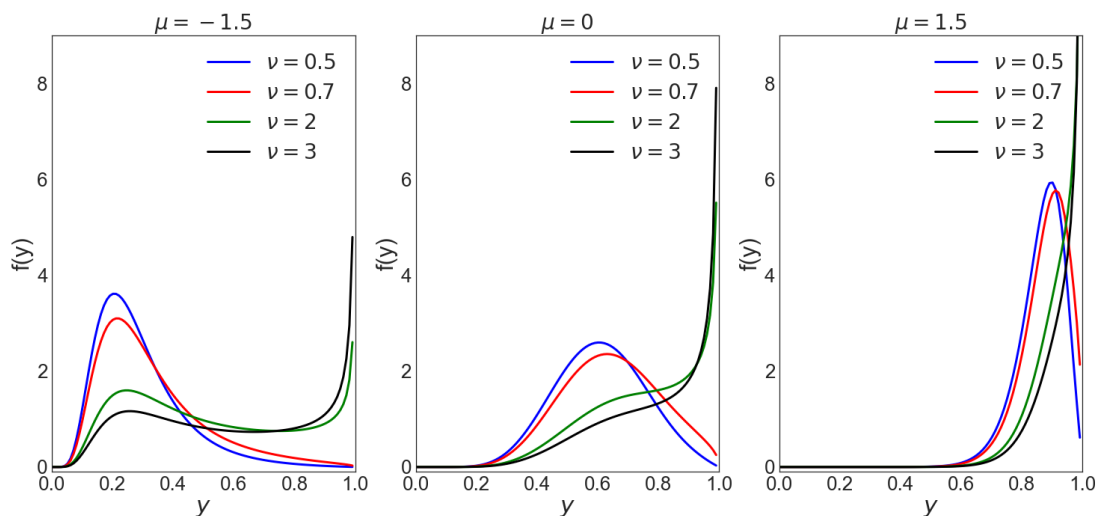 μ = −1.5
f(y)
8
6
4
2
0
0.0 0.2 0.4 0.6 0.8 1.0
y
ν = 0.5
ν = 0.7
ν = 2
ν = 3
μ = 0
f(y)
8
6
4
2
0
0.0 0.2 0.4 0.6 0.8 1.0
y
ν = 0.5
ν = 0.7
ν = 2
ν = 3
μ = 1.5
f(y)
8
6
4
2
0
0.0 0.2 0.4 0.6 0.8 1.0
y
ν = 0.5
ν = 0.7
ν = 2
ν = 3